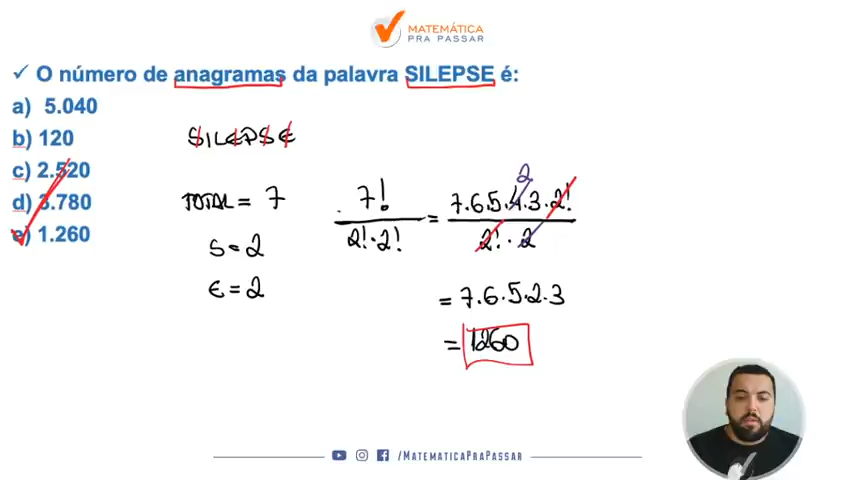 MATEMÁTICA
PRA PASSAR
✓ O número de anagramas da palavra SILEPSE é:
a) 5.040
b) 120
c) 2.520
d) 3.780
e) 1.260
SILEPSE
TOTAL = 7
S = 2
E = 2
7! / 2!·2! = 7.6.5.4.3.2! / 2!·2
2
= 7.6.5.2.3
= 1260
/MatematicaPraPassar